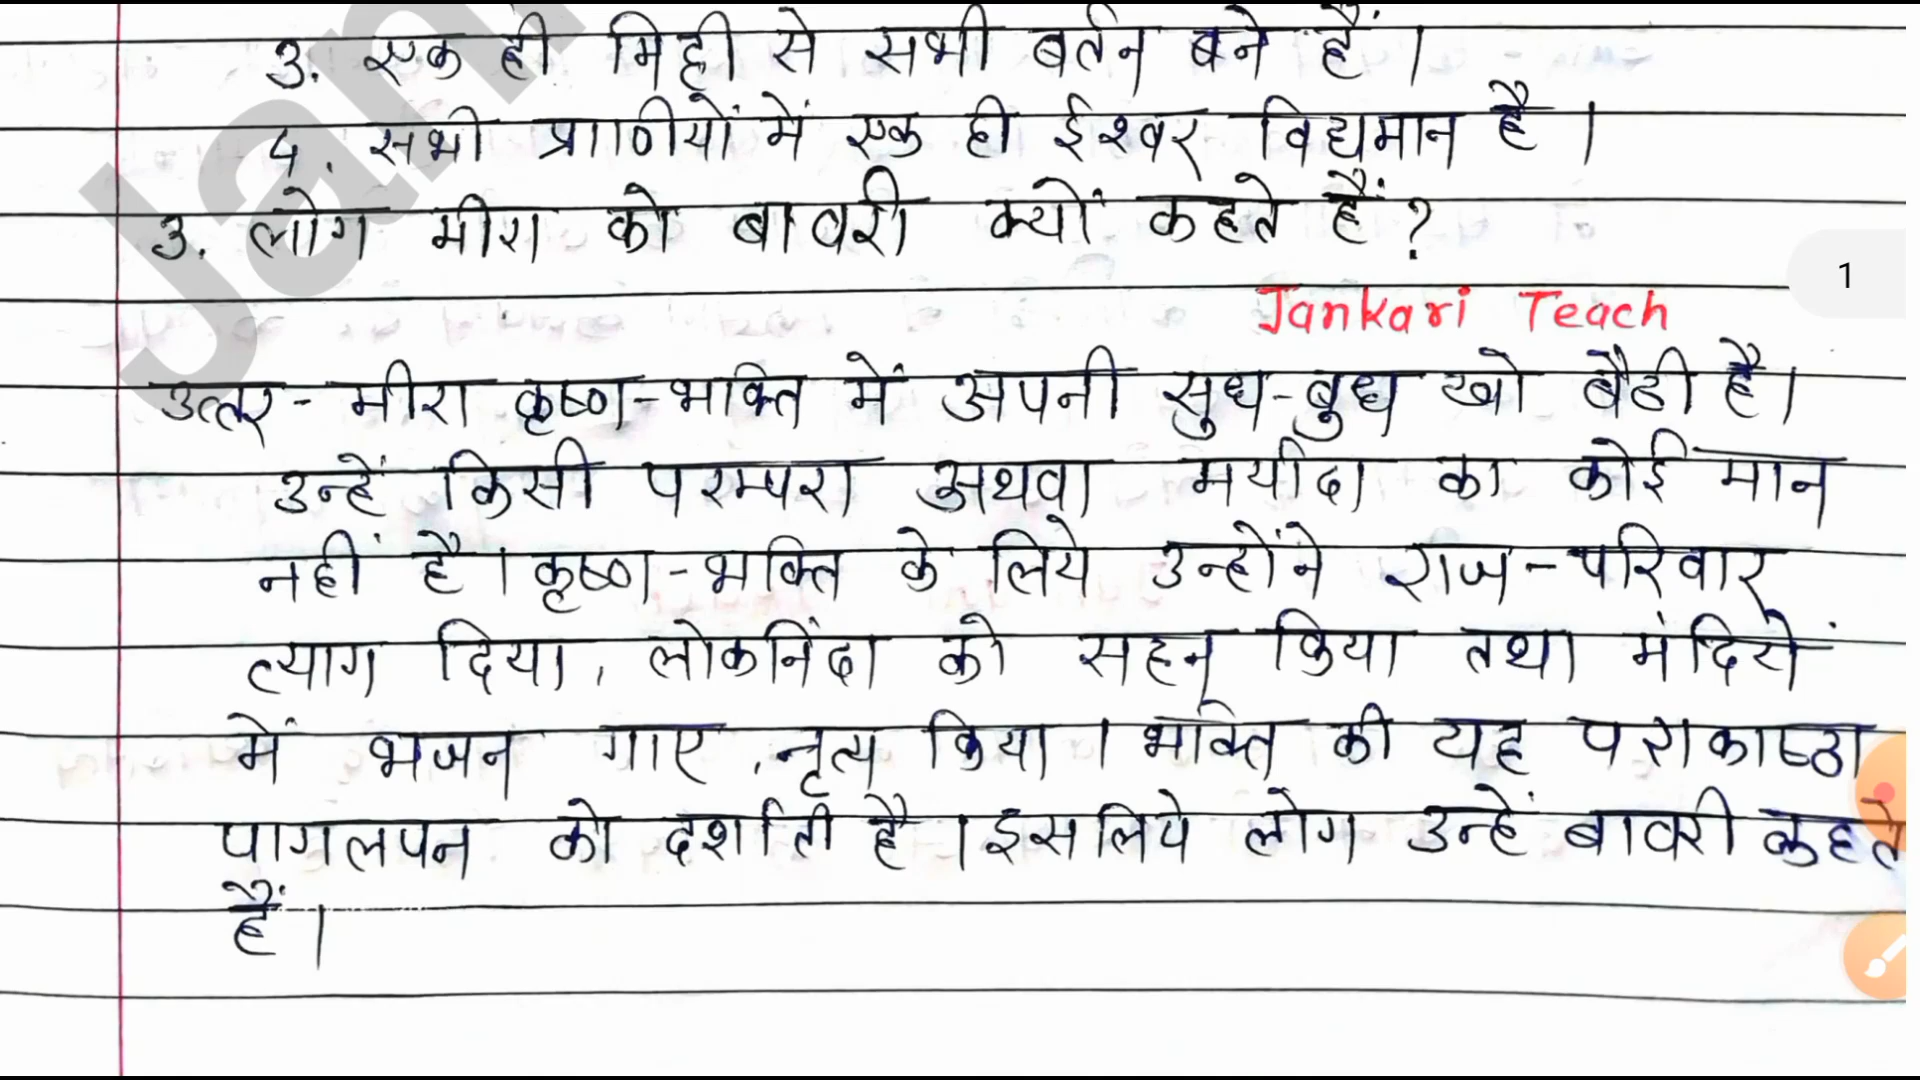 3. एक ही मिट्टी से सभी बर्तन बने हैं।
4. सभी प्राणीयों में एक ही ईश्वर विद्यमान है।
3. लोग मीरा को बावरी क्यों कहते हैं?
1
Jankari Teach
उत्तर- मीरा कृष्ण-भक्ति में अपनी सुध-बुध खो बैठी है।
उन्हें किसी परम्परा अथवा मर्यादा का कोई मान
नहीं है। कृष्ण-भक्ति के लिये उन्होंने राज-परिवार
त्याग दिया, लोकनिंदा को सहन किया तथा मंदिरों
में भजन गाए, नृत्य किया। भक्ति की यह पराकाष्ठा
पागलपन को दर्शाती है। इसलिये लोग उन्हें बावरी कहते
हैं।